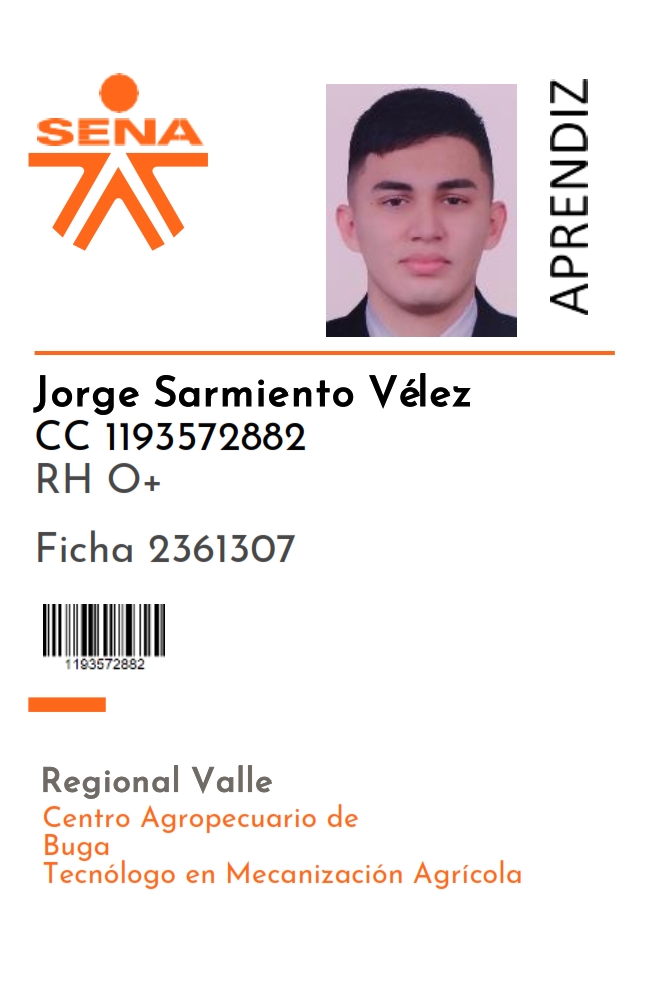 SENA
APRENDIZ
Jorge Sarmiento Vélez
CC 1193572882
RH O+
Ficha 2361307
1193572882
Regional Valle
Centro Agropecuario de
Buga
Tecnólogo en Mecanización Agrícola